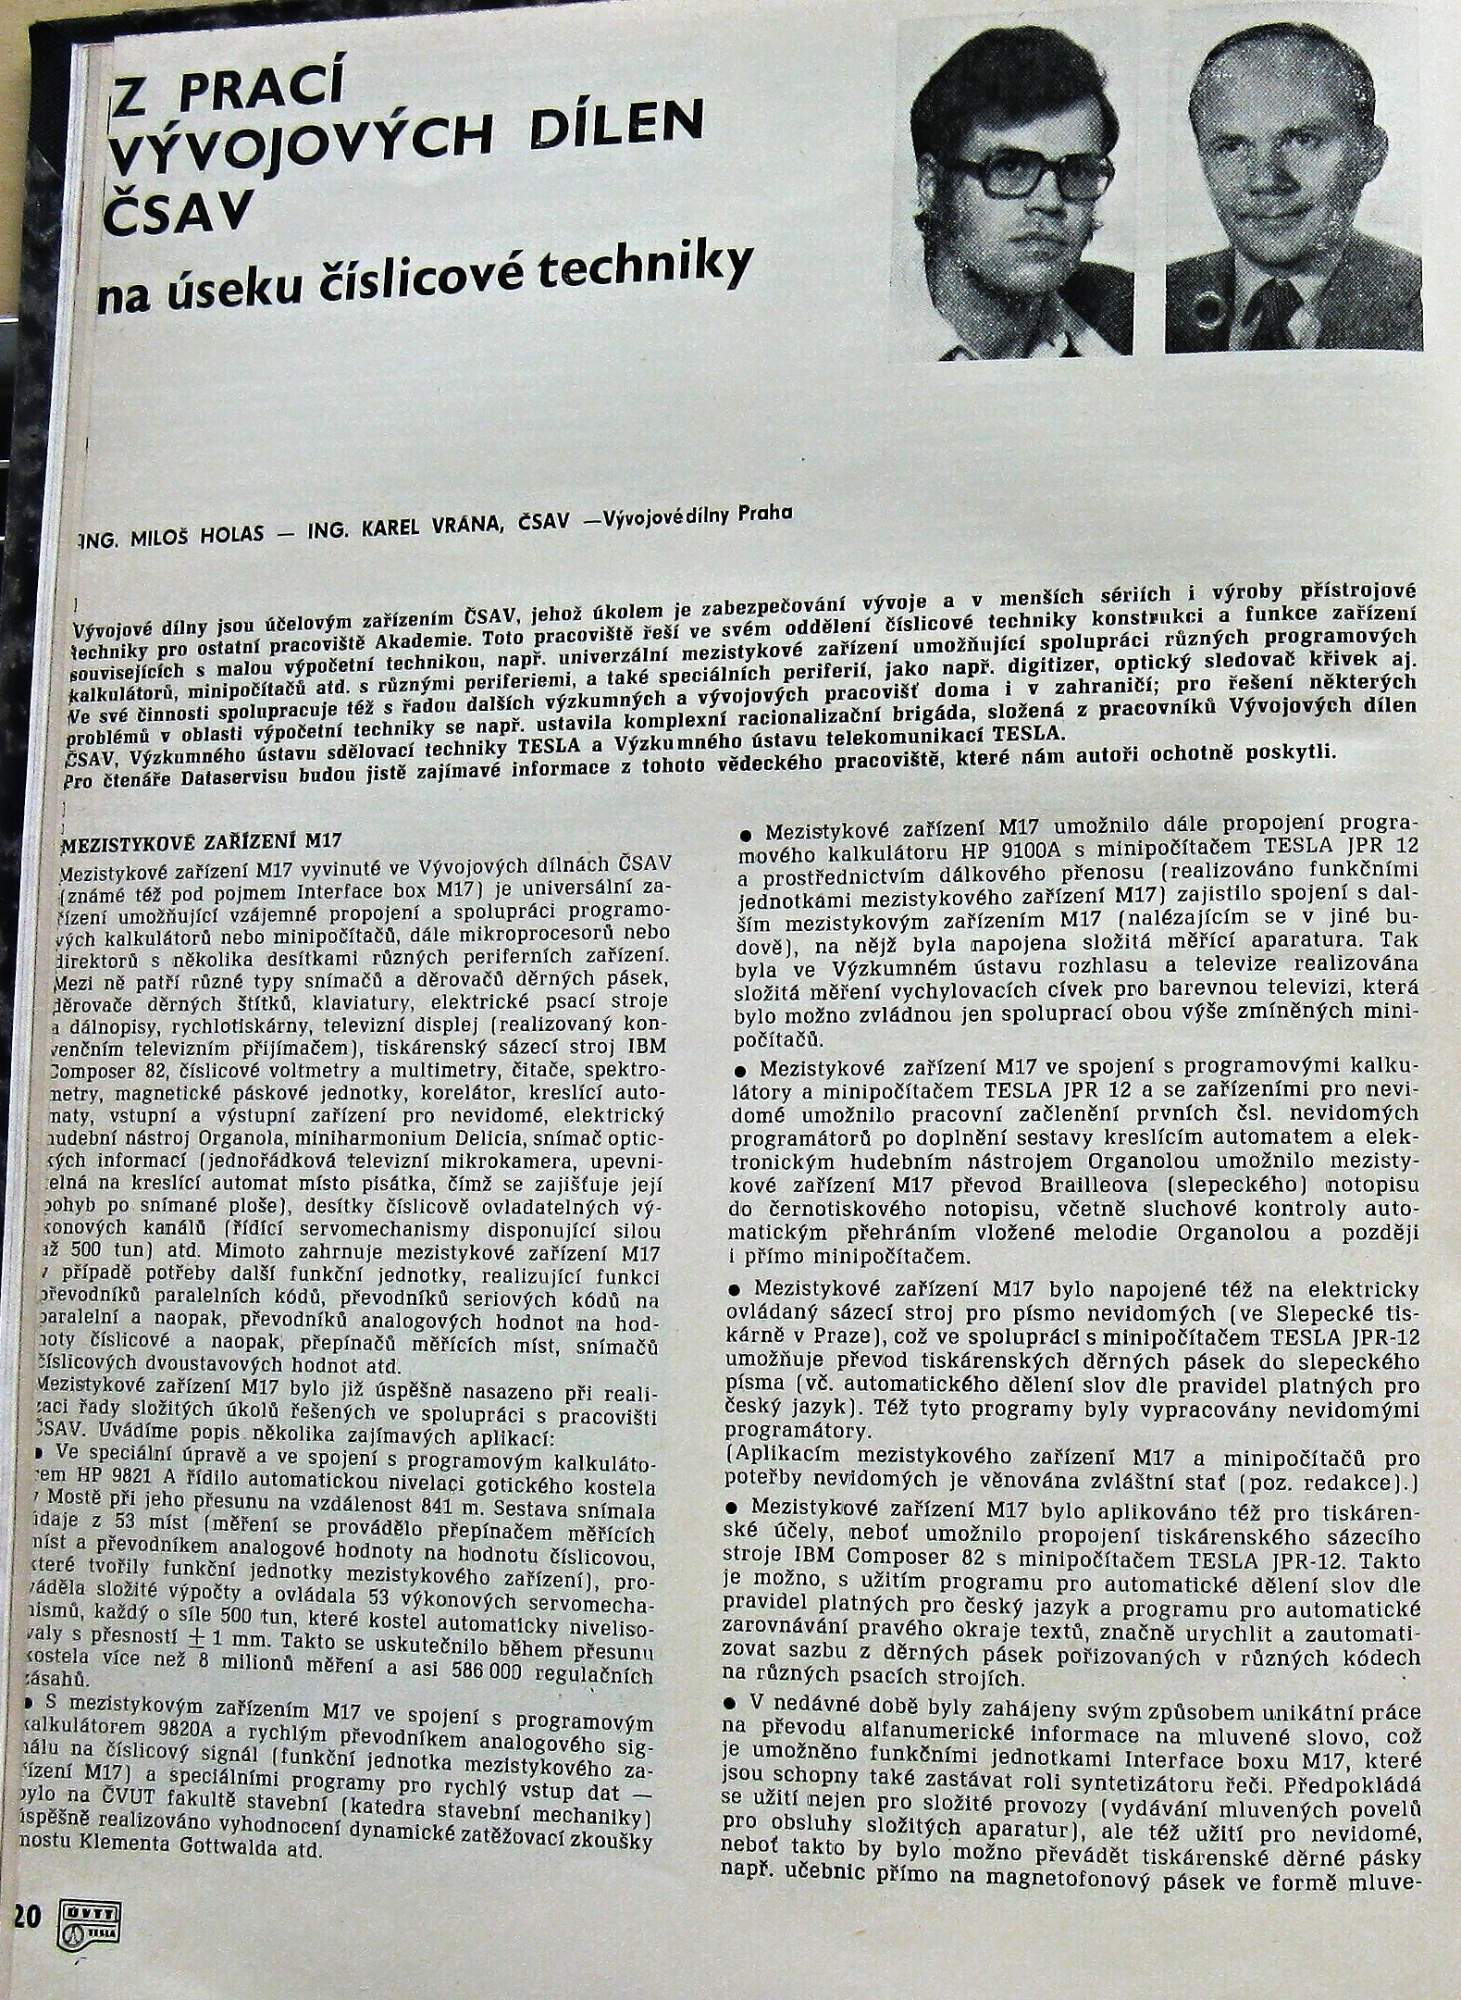 Z PRACÍ
VÝVOJOVÝCH DÍLEN
ČSAV
na úseku číslicové techniky
ING. MILOŠ HOLAS — ING. KAREL VRÁNA, ČSAV —Vývojové dílny Praha
Vývojové dílny jsou účelovým zařízením ČSAV, jehož úkolem je zabezpečování vývoje a v menších sériích i výroby přístrojové
techniky pro ostatní pracoviště Akademie. Toto pracoviště řeší ve svém oddělení číslicové techniky konstrukci a funkce zařízení
souvisejících s malou výpočetní technikou, např. univerzální mezistykové zařízení umožňující spolupráci různých programových
kalkulátorů, minipočítačů atd. s různými periferiemi, a také speciálních periferií, jako např. digitizer, optický sledovač křivek aj.
Ve své činnosti spolupracuje též s řadou dalších výzkumných a vývojových pracovišť doma i v zahraničí; pro řešení některých
problémů v oblasti výpočetní techniky se např. ustavila komplexní racionalizační brigáda, složená z pracovníků Vývojových dílen
ČSAV, Výzkumného ústavu sdělovací techniky TESLA a Výzkumného ústavu telekomunikací TESLA.
Pro čtenáře Dataservisu budou jistě zajímavé informace z tohoto vědeckého pracoviště, které nám autoři ochotně poskytli.
MEZISTYKOVÉ ZAŘÍZENÍ M17
Mezistykové zařízení M17 vyvinuté ve Vývojových dílnách ČSAV
(známé též pod pojmem Interface box M17) je universální za-
řízení umožňující vzájemné propojení a spolupráci programo-
vých kalkulátorů nebo minipočítačů, dále mikroprocesorů nebo
direktorů s několika desítkami různých periferních zařízení.
Mezi ně patří různé typy snímačů a děrovačů děrných pásek,
děrovače děrných štítků, klaviatury, elektrické psací stroje
a dálnopisy, rychlotiskárny, televizní displej (realizovaný kon-
venčním televizním přijímačem), tiskárenský sázecí stroj IBM
Composer 82, číslicové voltmetry a multimetry, čitače, spektro-
metry, magnetické páskové jednotky, korelátor, kreslící auto-
maty, vstupní a výstupní zařízení pro nevidomé, elektrický
hudební nástroj Organola, miniharmonium Delicia, snímač optic-
kých informací (jednořádková televizní mikrokamera, upevni-
telná na kreslící automat místo pisátka, čímž se zajišťuje její
pohyb po snímané ploše), desítky číslicově ovladatelných vý-
konových kanálů (řídící servomechanismy disponující silou
až 500 tun) atd. Mimoto zahrnuje mezistykové zařízení M17
v případě potřeby další funkční jednotky, realizující funkci
převodníků paralelních kódů, převodníků seriových kódů na
paralelní a naopak, převodníků analogových hodnot na hod-
noty číslicové a naopak, přepínačů měřících míst, snímačů
číslicových dvoustavových hodnot atd.
Mezistykové zařízení M17 bylo již úspěšně nasazeno při reali-
zaci řady složitých úkolů řešených ve spolupráci s pracovišti
ČSAV. Uvádíme popis několika zajímavých aplikací:
● Ve speciální úpravě a ve spojení s programovým kalkuláto-
rem HP 9821 A řídilo automatickou nivelaci gotického kostela
v Mostě při jeho přesunu na vzdálenost 841 m. Sestava snímala
údaje z 53 míst (měření se provádělo přepínačem měřících
míst a převodníkem analogové hodnoty na hodnotu číslicovou,
které tvořily funkční jednotky mezistykového zařízení), pro-
váděla složité výpočty a ovládala 53 výkonových servomecha-
nismů, každý o síle 500 tun, které kostel automaticky niveliso-
valy s přesností ± 1 mm. Takto se uskutečnilo během přesunu
kostela více než 8 milionů měření a asi 586 000 regulačních
zásahů.
● S mezistykovým zařízením M17 ve spojení s programovým
kalkulátorem 9820A a rychlým převodníkem analogového sig-
nálu na číslicový signál (funkční jednotka mezistykového za-
řízení M17) a speciálními programy pro rychlý vstup dat —
bylo na ČVUT fakultě stavební (katedra stavební mechaniky)
úspěšně realizováno vyhodnocení dynamické zatěžovací zkoušky
mostu Klementa Gottwalda atd.
● Mezistykové zařízení M17 umožnilo dále propojení progra-
mového kalkulátoru HP 9100A s minipočítačem TESLA JPR 12
a prostřednictvím dálkového přenosu (realizováno funkčními
jednotkami mezistykového zařízení M17) zajistilo spojení s dal-
ším mezistykovým zařízením M17 (nalézajícím se v jiné bu-
dově), na nějž byla napojena složitá měřící aparatura. Tak
byla ve Výzkumném ústavu rozhlasu a televize realizována
složitá měření vychylovacích cívek pro barevnou televizi, která
bylo možno zvládnou jen spoluprací obou výše zmíněných mini-
počítačů.
● Mezistykové zařízení M17 ve spojení s programovými kalku-
látory a minipočítačem TESLA JPR 12 a se zařízeními pro nevi-
domé umožnilo pracovní začlenění prvních čsl. nevidomých
programátorů po doplnění sestavy kreslícím automatem a elek-
tronickým hudebním nástrojem Organolou umožnilo mezisty-
kové zařízení M17 převod Brailleova (slepeckého) notopisu
do černotiskového notopisu, včetně sluchové kontroly auto-
matickým přehráním vložené melodie Organolou a později
i přímo minipočítačem.
● Mezistykové zařízení M17 bylo napojené též na elektricky
ovládaný sázecí stroj pro písmo nevidomých (ve Slepecké tis-
kárně v Praze), což ve spolupráci s minipočítačem TESLA JPR-12
umožňuje převod tiskárenských děrných pásek do slepeckého
písma (vč. automatického dělení slov dle pravidel platných pro
český jazyk). Též tyto programy byly vypracovány nevidomými
programátory.
(Aplikacím mezistykového zařízení M17 a minipočítačů pro
poteřby nevidomých je věnována zvláštní stať (poz. redakce).)
● Mezistykové zařízení M17 bylo aplikováno též pro tiskáren-
ské účely, neboť umožnilo propojení tiskárenského sázecího
stroje IBM Composer 82 s minipočítačem TESLA JPR-12. Takto
je možno, s užitím programu pro automatické dělení slov dle
pravidel platných pro český jazyk a programu pro automatické
zarovnávání pravého okraje textů, značně urychlit a zautomati-
zovat sazbu z děrných pásek pořizovaných v různých kódech
na různých psacích strojích.
● V nedávné době byly zahájeny svým způsobem unikátní práce
na převodu alfanumerické informace na mluvené slovo, což
je umožněno funkčními jednotkami Interface boxu M17, které
jsou schopny také zastávat roli syntetizátoru řeči. Předpokládá
se užití nejen pro složité provozy (vydávání mluvených povelů
pro obsluhy složitých aparatur), ale též užití pro nevidomé,
neboť takto by bylo možno převádět tiskárenské děrné pásky
např. učebnic přímo na magnetofonový pásek ve formě mluve-
20
ÚVTT
TESLA